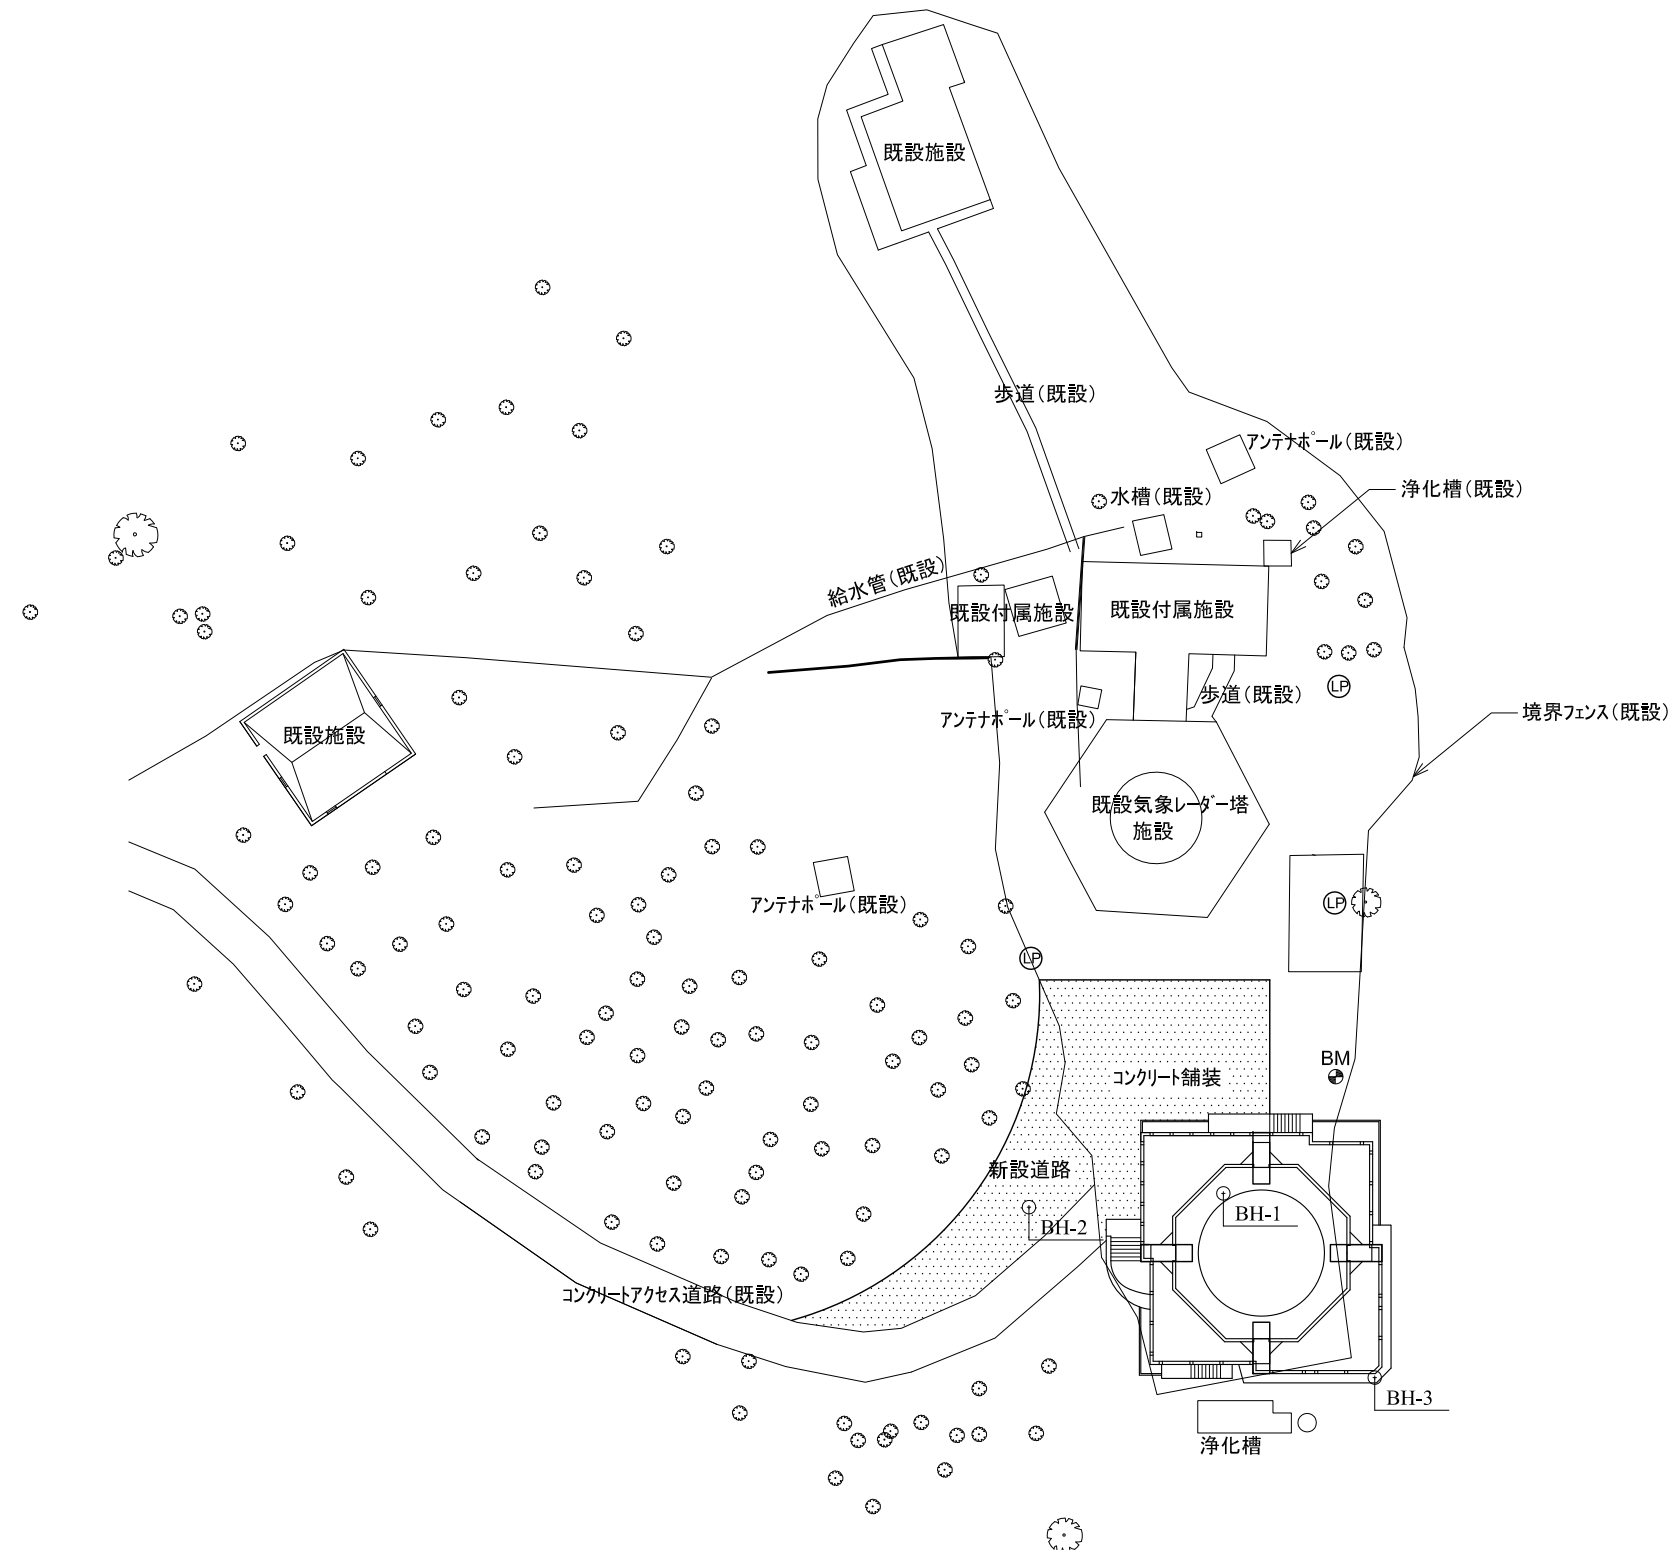 既設施設
歩道(既設)
アンテナポール(既設)
水槽(既設)
浄化槽(既設)
給水管(既設)
既設付属施設
既設付属施設
歩道(既設)
LP
アンテナポール(既設)
境界フェンス(既設)
既設施設
既設気象レーダー塔
施設
アンテナポール(既設)
LP
LP
BM
コンクリート舗装
新設道路
BH-1
BH-2
コンクリートアクセス道路(既設)
BH-3
浄化槽